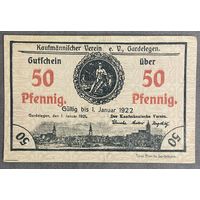 Kaufmännischer Verein e. V., Gardelegen.
Gutschein über
50 50
Pfennig. Pfennig.
Gültig bis 1. Januar 1922
Gardelegen, den 1. Januar 1921. Der Kaufmännische Verein.
50 50